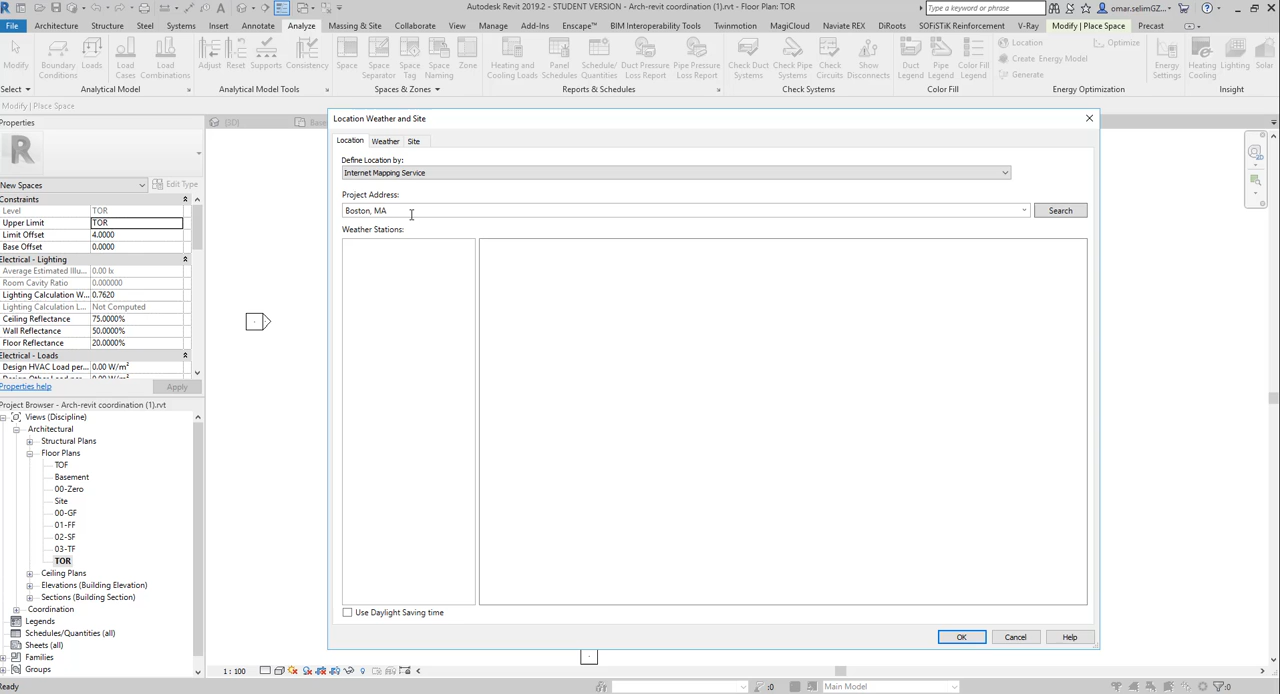 Autodesk Revit 2019.2 - STUDENT VERSION - Arch-revit coordination (1).rvt - Floor Plan: TOR
Type a keyword or phrase
omar.selimGZ...
File
Architecture
Structure
Steel
Systems
Insert
Annotate
Analyze
Massing & Site
Collaborate
View
Manage
Add-Ins
Enscape™
BIM Interoperability Tools
Twinmotion
MagiCloud
Naviate REX
DiRoots
SOFiSTiK Reinforcement
V-Ray
Modify | Place Space
Precast
Modify
Boundary Conditions
Loads
Load Cases
Load Combinations
Adjust
Reset
Supports
Consistency
Space
Space Separator
Space Tag
Space Naming
Zone
Heating and Cooling Loads
Panel Schedules
Schedule/ Quantities
Duct Pressure Loss Report
Pipe Pressure Loss Report
Check Duct Systems
Check Pipe Systems
Check Circuits
Show Disconnects
Duct Legend
Pipe Legend
Color Fill Legend
Location
Optimize
Create Energy Model
Generate
Energy Settings
Heating Cooling
Lighting
Solar
Select
Analytical Model
Analytical Model Tools
Spaces & Zones
Reports & Schedules
Check Systems
Color Fill
Energy Optimization
Insight
Modify | Place Space
Properties
New Spaces
Edit Type
Constraints
Level TOR
Upper Limit TOR
Limit Offset 4.0000
Base Offset 0.0000
Electrical - Lighting
Average Estimated Illu... 0.00 lx
Room Cavity Ratio 0.000000
Lighting Calculation W... 0.7620
Lighting Calculation L... Not Computed
Ceiling Reflectance 75.0000%
Wall Reflectance 50.0000%
Floor Reflectance 20.0000%
Electrical - Loads
Design HVAC Load per... 0.00 W/m²
Properties help
Apply
Project Browser - Arch-revit coordination (1).rvt
Views (Discipline)
Architectural
Structural Plans
Floor Plans
TOF
Basement
00-Zero
Site
00-GF
01-FF
02-SF
03-TF
TOR
Ceiling Plans
Elevations (Building Elevation)
Sections (Building Section)
Coordination
Legends
Schedules/Quantities (all)
Sheets (all)
Families
Groups
Location Weather and Site
Location
Weather
Site
Define Location by:
Internet Mapping Service
Project Address:
Boston, MA
Search
Weather Stations:
Use Daylight Saving time
OK
Cancel
Help
1 : 100
Ready
:0
Main Model
:0